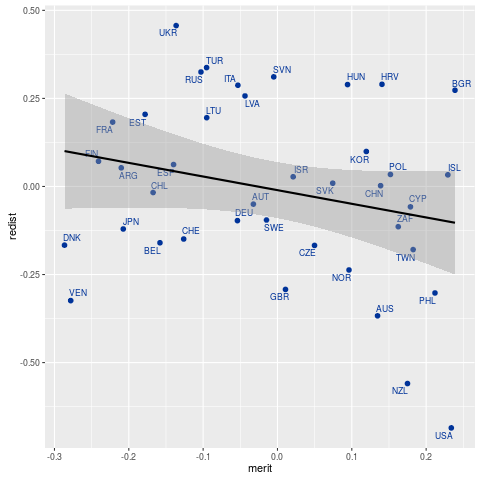 0.50
UKR
TUR
RUS
ITA
SVN
HUN
HRV
BGR
0.25
LVA
LTU
EST
FRA
KOR
FIN
ARG
ESP
ISR
POL
ISL
CHL
SVK
CHN
0.00
AUT
CYP
DEU
SWE
ZAF
JPN
DNK
BEL
CHE
CZE
TWN
NOR
-0.25
VEN
GBR
PHL
AUS
-0.50
NZL
USA
redist
-0.3 -0.2 -0.1 0.0 0.1 0.2
merit